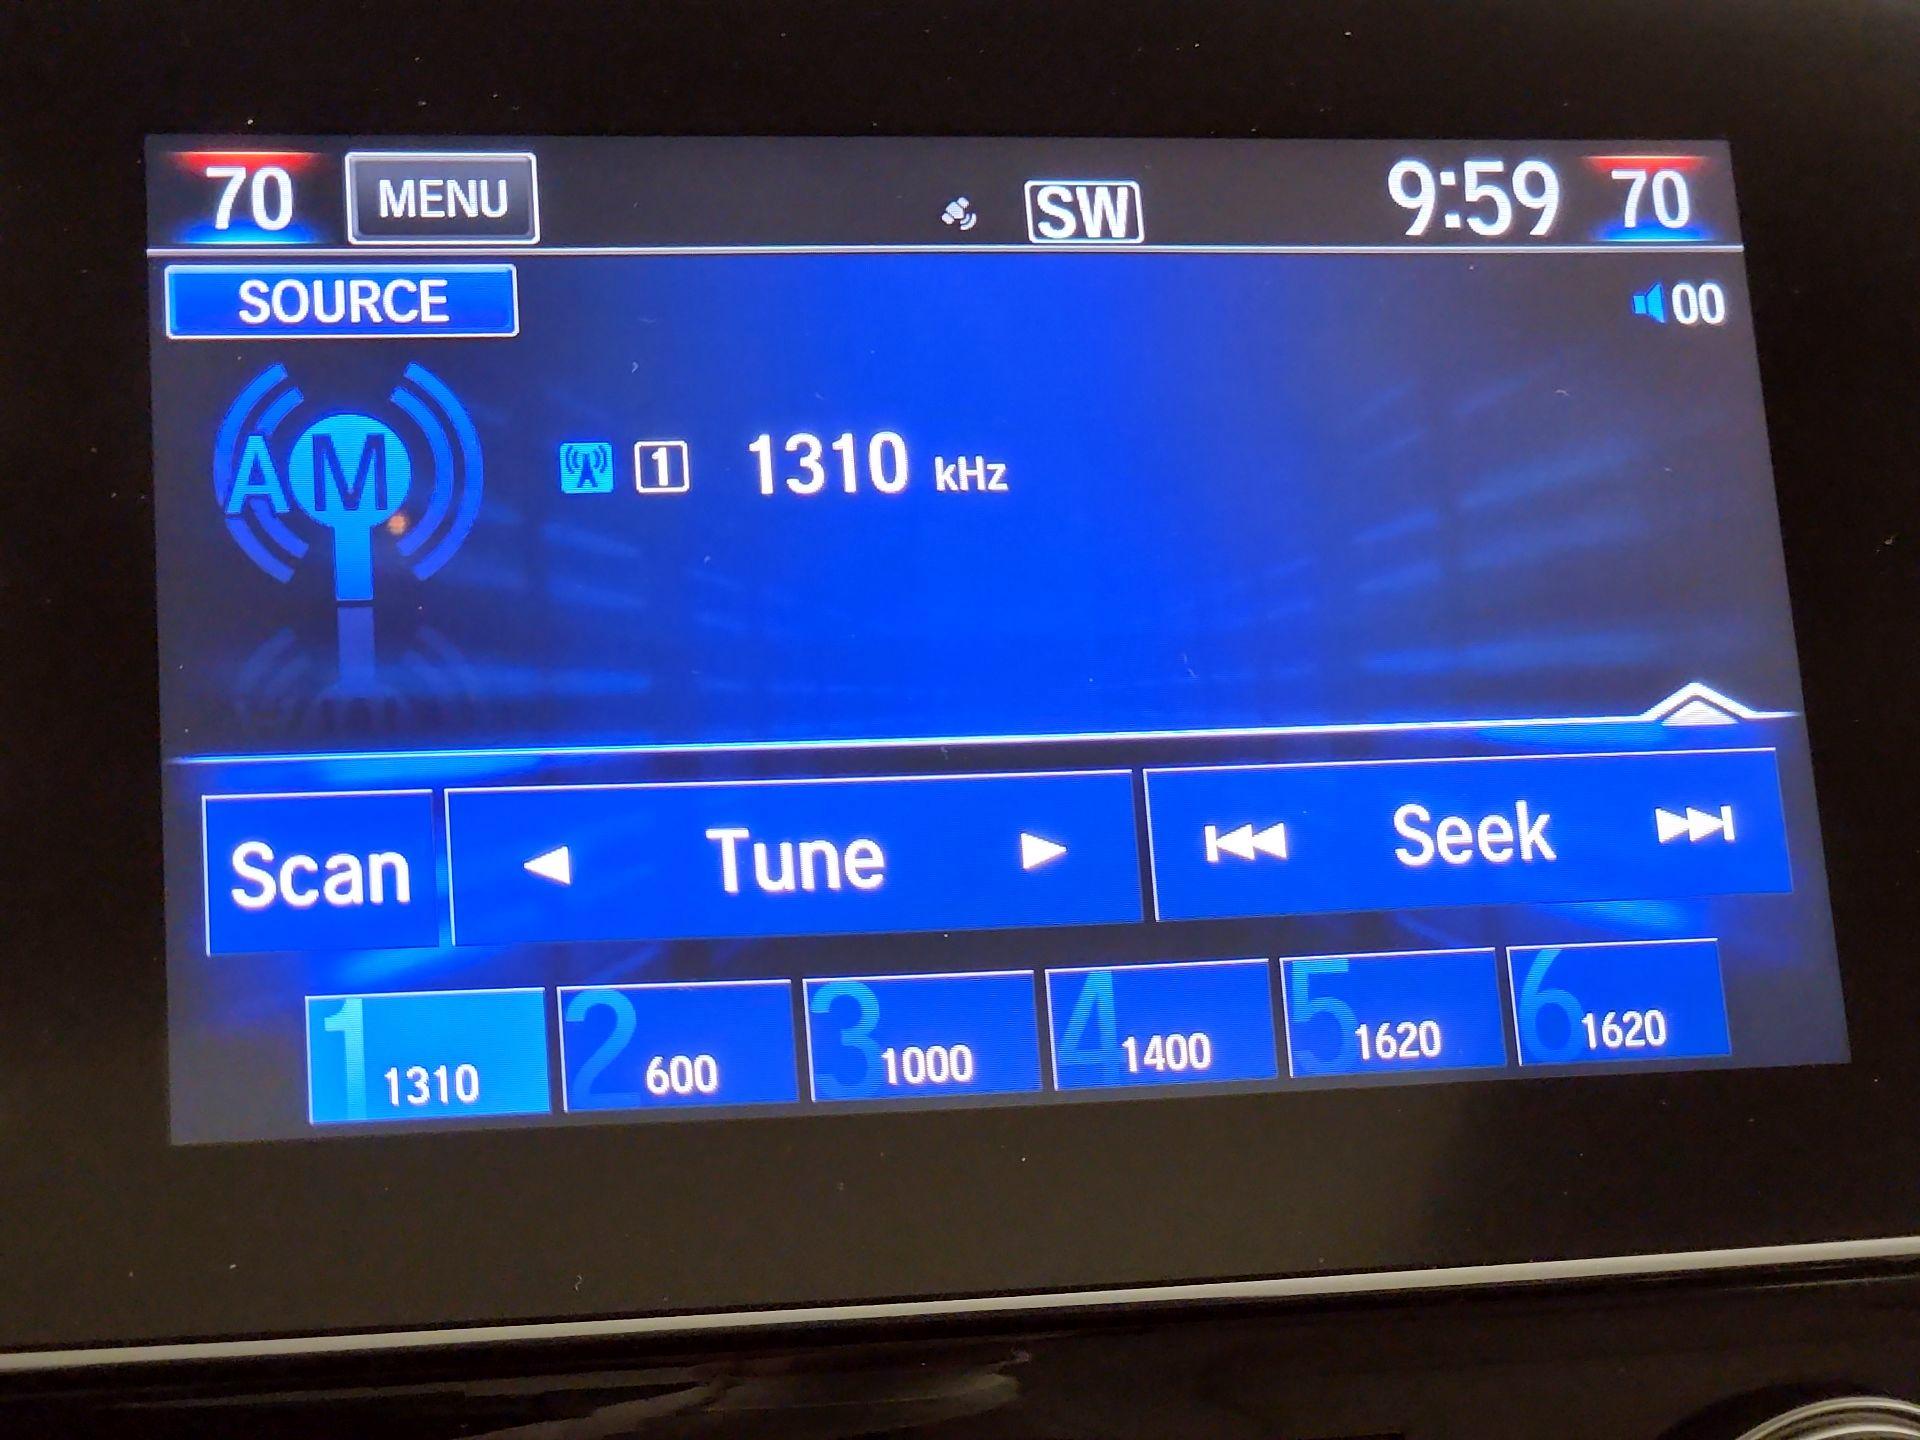 70 MENU SW 9:59 70
SOURCE 00
AM 1 1310 kHz
Scan Tune Seek
1 1310 2 600 3 1000 4 1400 5 1620 6 1620